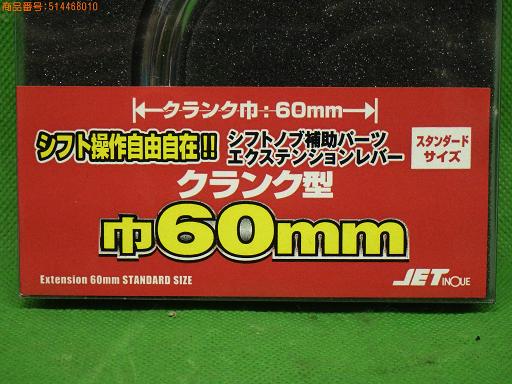 商品番号:514468010
クランク巾:60mm
シフト操作自由自在!!
シフトノブ補助パーツ
エクステンションレバー
スタンダード
サイズ
クランク型
巾60mm
Extension 60mm STANDARD SIZE
JET INOUE